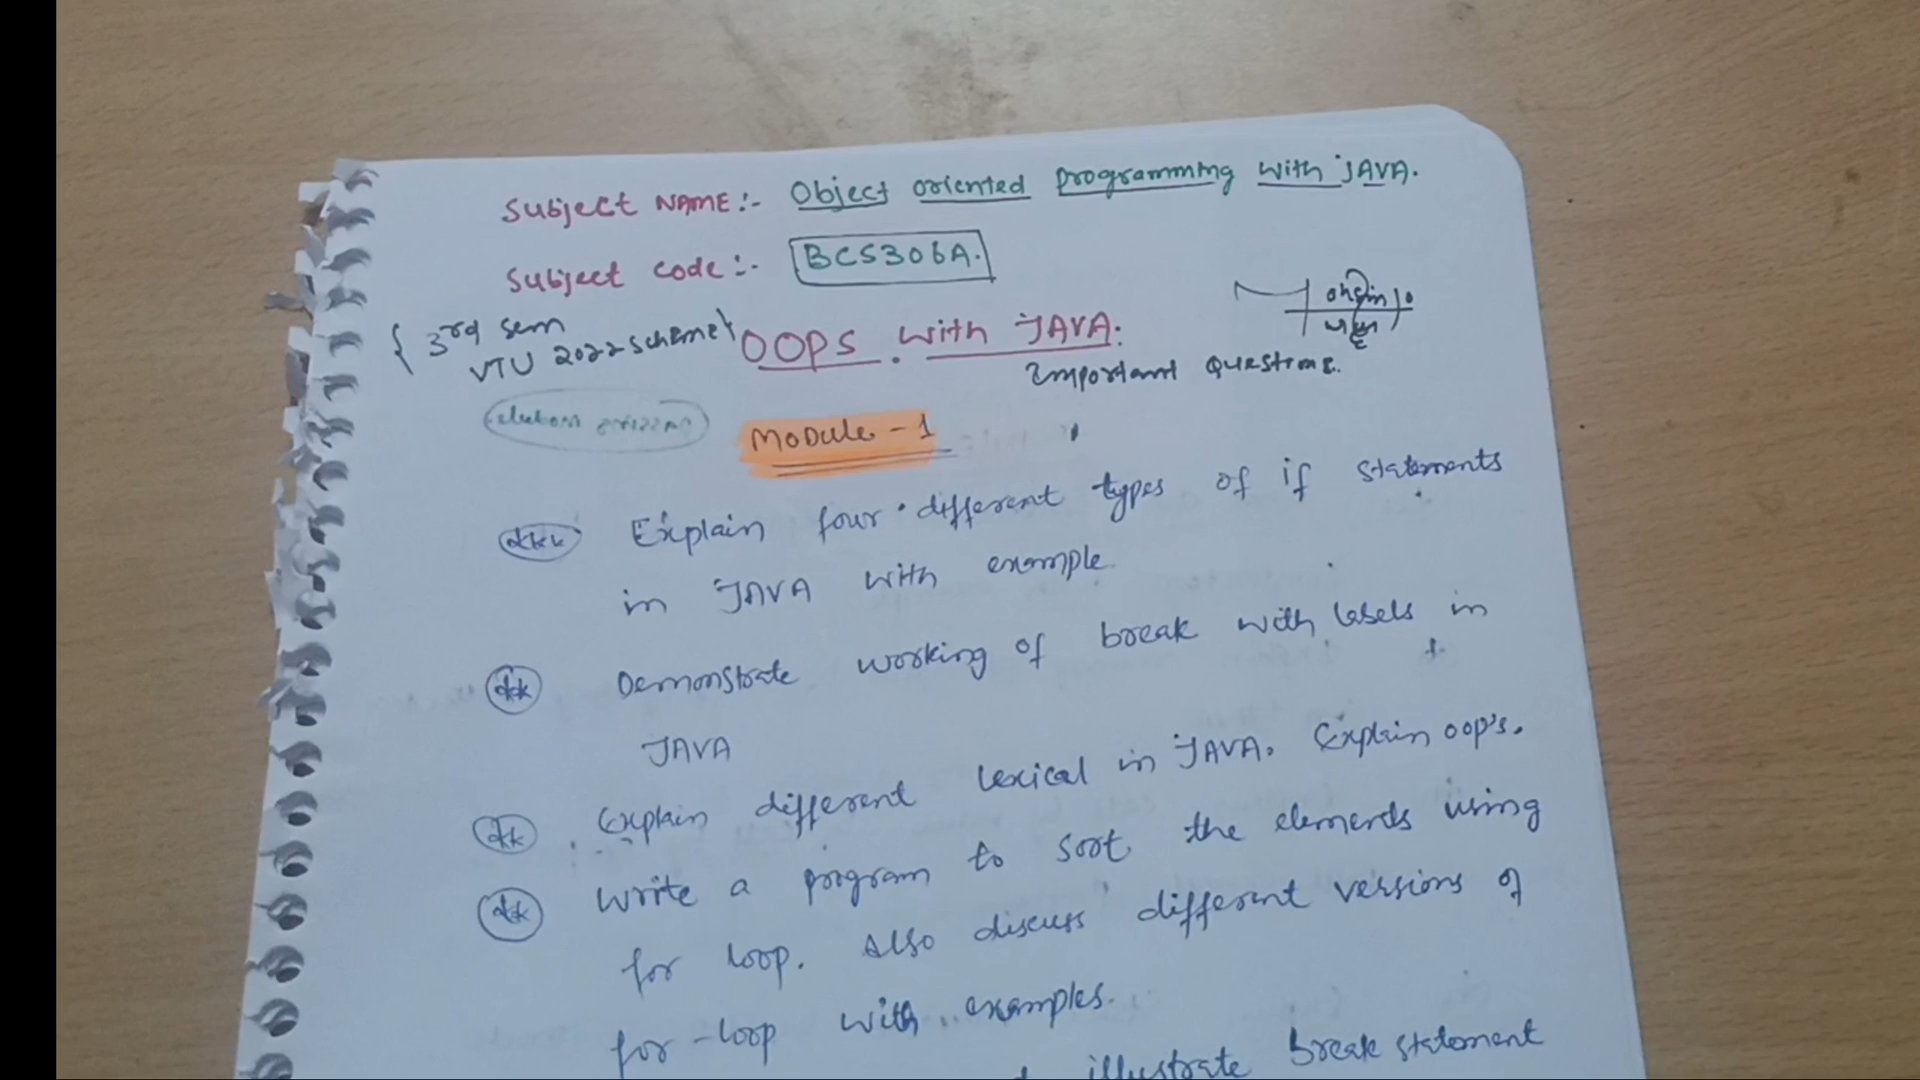 Subject NAME :- Object oriented programming with JAVA.
Subject code :- BCS306A.
{ 3rd sem
VTU 2022 scheme }
OOPS with JAVA.
Important Questions.
Module - 1
Explain four different types of if statements
in JAVA with example
Demonstrate working of break with labels in
JAVA
Explain different lexical in JAVA. Explain oop's.
Write a program to sort the elements using
for loop. Also discuss different versions of
for-loop with examples.
illustrate break statement